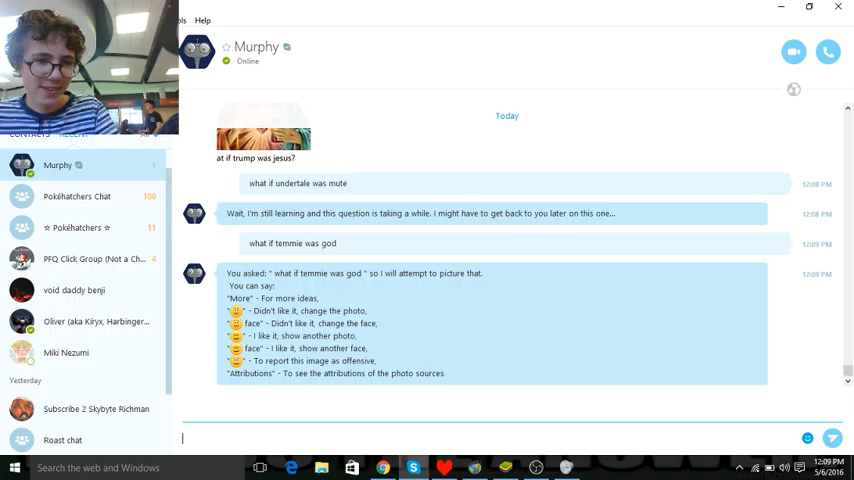 ols Help
Murphy
Online
CONTACTS RECENT All
Today
at if trump was jesus?
Murphy 1
what if undertale was mute 12:08 PM
Pokéhatchers Chat 100
Wait, I'm still learning and this question is taking a while. I might have to get back to you later on this one... 12:08 PM
☆ Pokéhatchers ☆ 11
what if temmie was god 12:09 PM
PFQ Click Group (Not a Ch... 4
You asked: " what if temmie was god " so I will attempt to picture that. 12:09 PM
You can say:
void daddy benji
"More" - For more ideas,
" " - Didn't like it, change the photo,
Oliver (aka Kíryx, Harbinger...
" face" - Didn't like it, change the face,
" " - I like it, show another photo,
Miki Nezumi
" face" - I like it, show another face,
" " - To report this image as offensive,
"Attributions" - To see the attributions of the photo sources
Yesterday
Subscribe 2 Skybyte Richman
Roast chat
Search the web and Windows
12:09 PM
5/6/2016